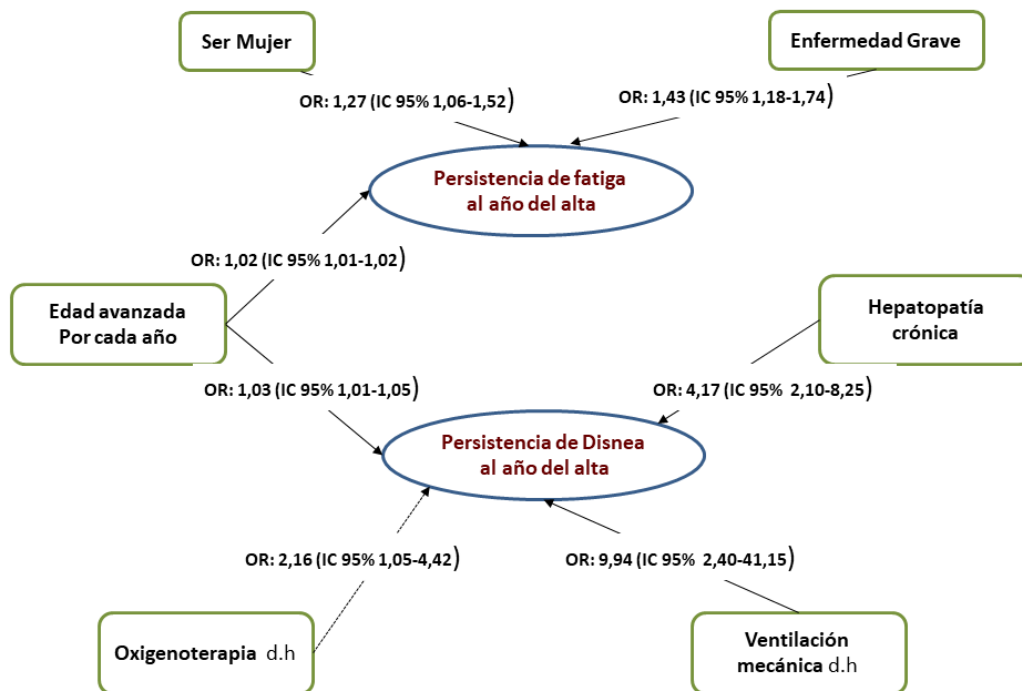 Ser Mujer
Enfermedad Grave
OR: 1,27 (IC 95% 1,06-1,52)
OR: 1,43 (IC 95% 1,18-1,74)
Persistencia de fatiga
al año del alta
OR: 1,02 (IC 95% 1,01-1,02)
Edad avanzada
Por cada año
Hepatopatía
crónica
OR: 1,03 (IC 95% 1,01-1,05)
OR: 4,17 (IC 95% 2,10-8,25)
Persistencia de Disnea
al año del alta
OR: 2,16 (IC 95% 1,05-4,42)
OR: 9,94 (IC 95% 2,40-41,15)
Oxigenoterapia d.h
Ventilación
mecánica d.h